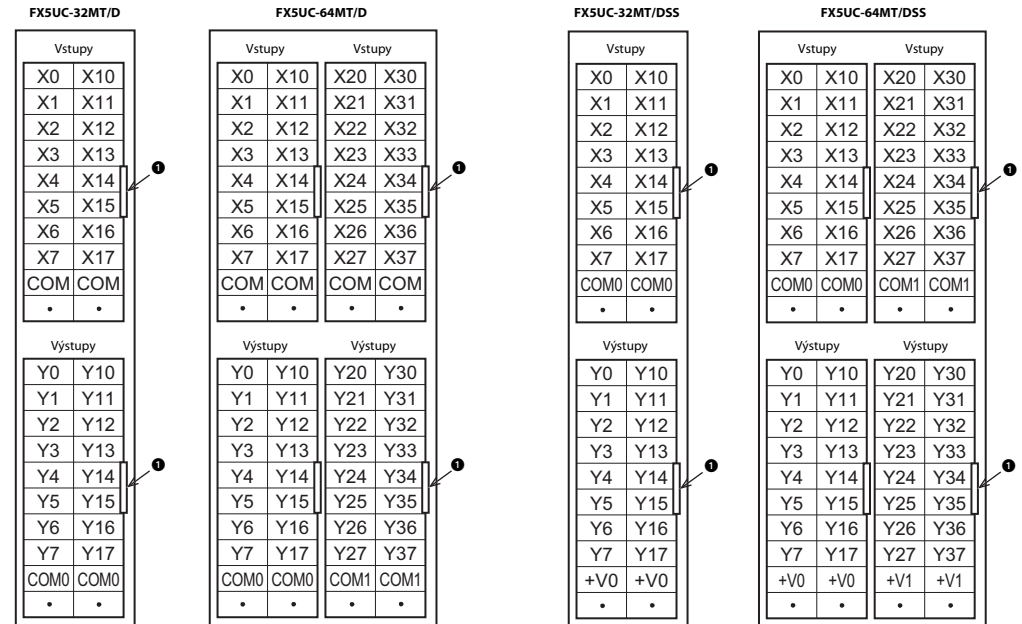 FX5UC-32MT/D
Vstupy
X0 X10
X1 X11
X2 X12
X3 X13
X4 X14
X5 X15
X6 X16
X7 X17
COM COM
• •
❶
Výstupy
Y0 Y10
Y1 Y11
Y2 Y12
Y3 Y13
Y4 Y14
Y5 Y15
Y6 Y16
Y7 Y17
COM0 COM0
• •
❶
FX5UC-64MT/D
Vstupy Vstupy
X0 X10 X20 X30
X1 X11 X21 X31
X2 X12 X22 X32
X3 X13 X23 X33
X4 X14 X24 X34
X5 X15 X25 X35
X6 X16 X26 X36
X7 X17 X27 X37
COM COM COM COM
• • • •
❶
Výstupy Výstupy
Y0 Y10 Y20 Y30
Y1 Y11 Y21 Y31
Y2 Y12 Y22 Y32
Y3 Y13 Y23 Y33
Y4 Y14 Y24 Y34
Y5 Y15 Y25 Y35
Y6 Y16 Y26 Y36
Y7 Y17 Y27 Y37
COM0 COM0 COM1 COM1
• • • •
❶
FX5UC-32MT/DSS
Vstupy
X0 X10
X1 X11
X2 X12
X3 X13
X4 X14
X5 X15
X6 X16
X7 X17
COM0 COM0
• •
❶
Výstupy
Y0 Y10
Y1 Y11
Y2 Y12
Y3 Y13
Y4 Y14
Y5 Y15
Y6 Y16
Y7 Y17
+V0 +V0
• •
❶
FX5UC-64MT/DSS
Vstupy Vstupy
X0 X10 X20 X30
X1 X11 X21 X31
X2 X12 X22 X32
X3 X13 X23 X33
X4 X14 X24 X34
X5 X15 X25 X35
X6 X16 X26 X36
X7 X17 X27 X37
COM0 COM0 COM1 COM1
• • • •
❶
Výstupy Výstupy
Y0 Y10 Y20 Y30
Y1 Y11 Y21 Y31
Y2 Y12 Y22 Y32
Y3 Y13 Y23 Y33
Y4 Y14 Y24 Y34
Y5 Y15 Y25 Y35
Y6 Y16 Y26 Y36
Y7 Y17 Y27 Y37
+V0 +V0 +V1 +V1
• • • •
❶